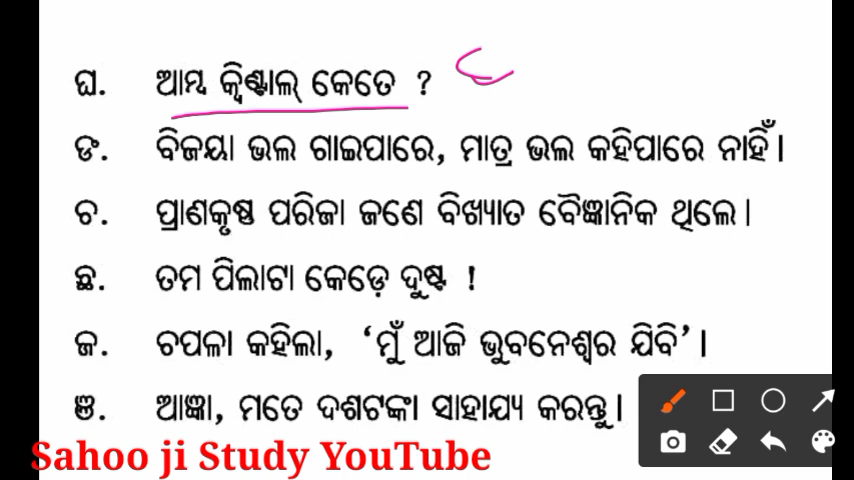 ଘ. ଆମ୍ବ କ୍ୱିଣ୍ଟାଲ୍ କେତେ ?
ଙ. ବିଜୟା ଭଲ ଗାଇପାରେ, ମାତ୍ର ଭଲ କହିପାରେ ନାହିଁ।
ଚ. ପ୍ରାଣକୃଷ୍ଣ ପରିଜା ଜଣେ ବିଖ୍ୟାତ ବୈଜ୍ଞାନିକ ଥିଲେ।
ଛ. ତମ ପିଲାଟା କେଡ଼େ ଦୁଷ୍ଟ !
ଜ. ଚପଳା କହିଲା, ‘ମୁଁ ଆଜି ଭୁବନେଶ୍ୱର ଯିବି’।
ଞ. ଆଜ୍ଞା, ମତେ ଦଶଟଙ୍କା ସାହାଯ୍ୟ କରନ୍ତୁ।
Sahoo ji Study YouTube